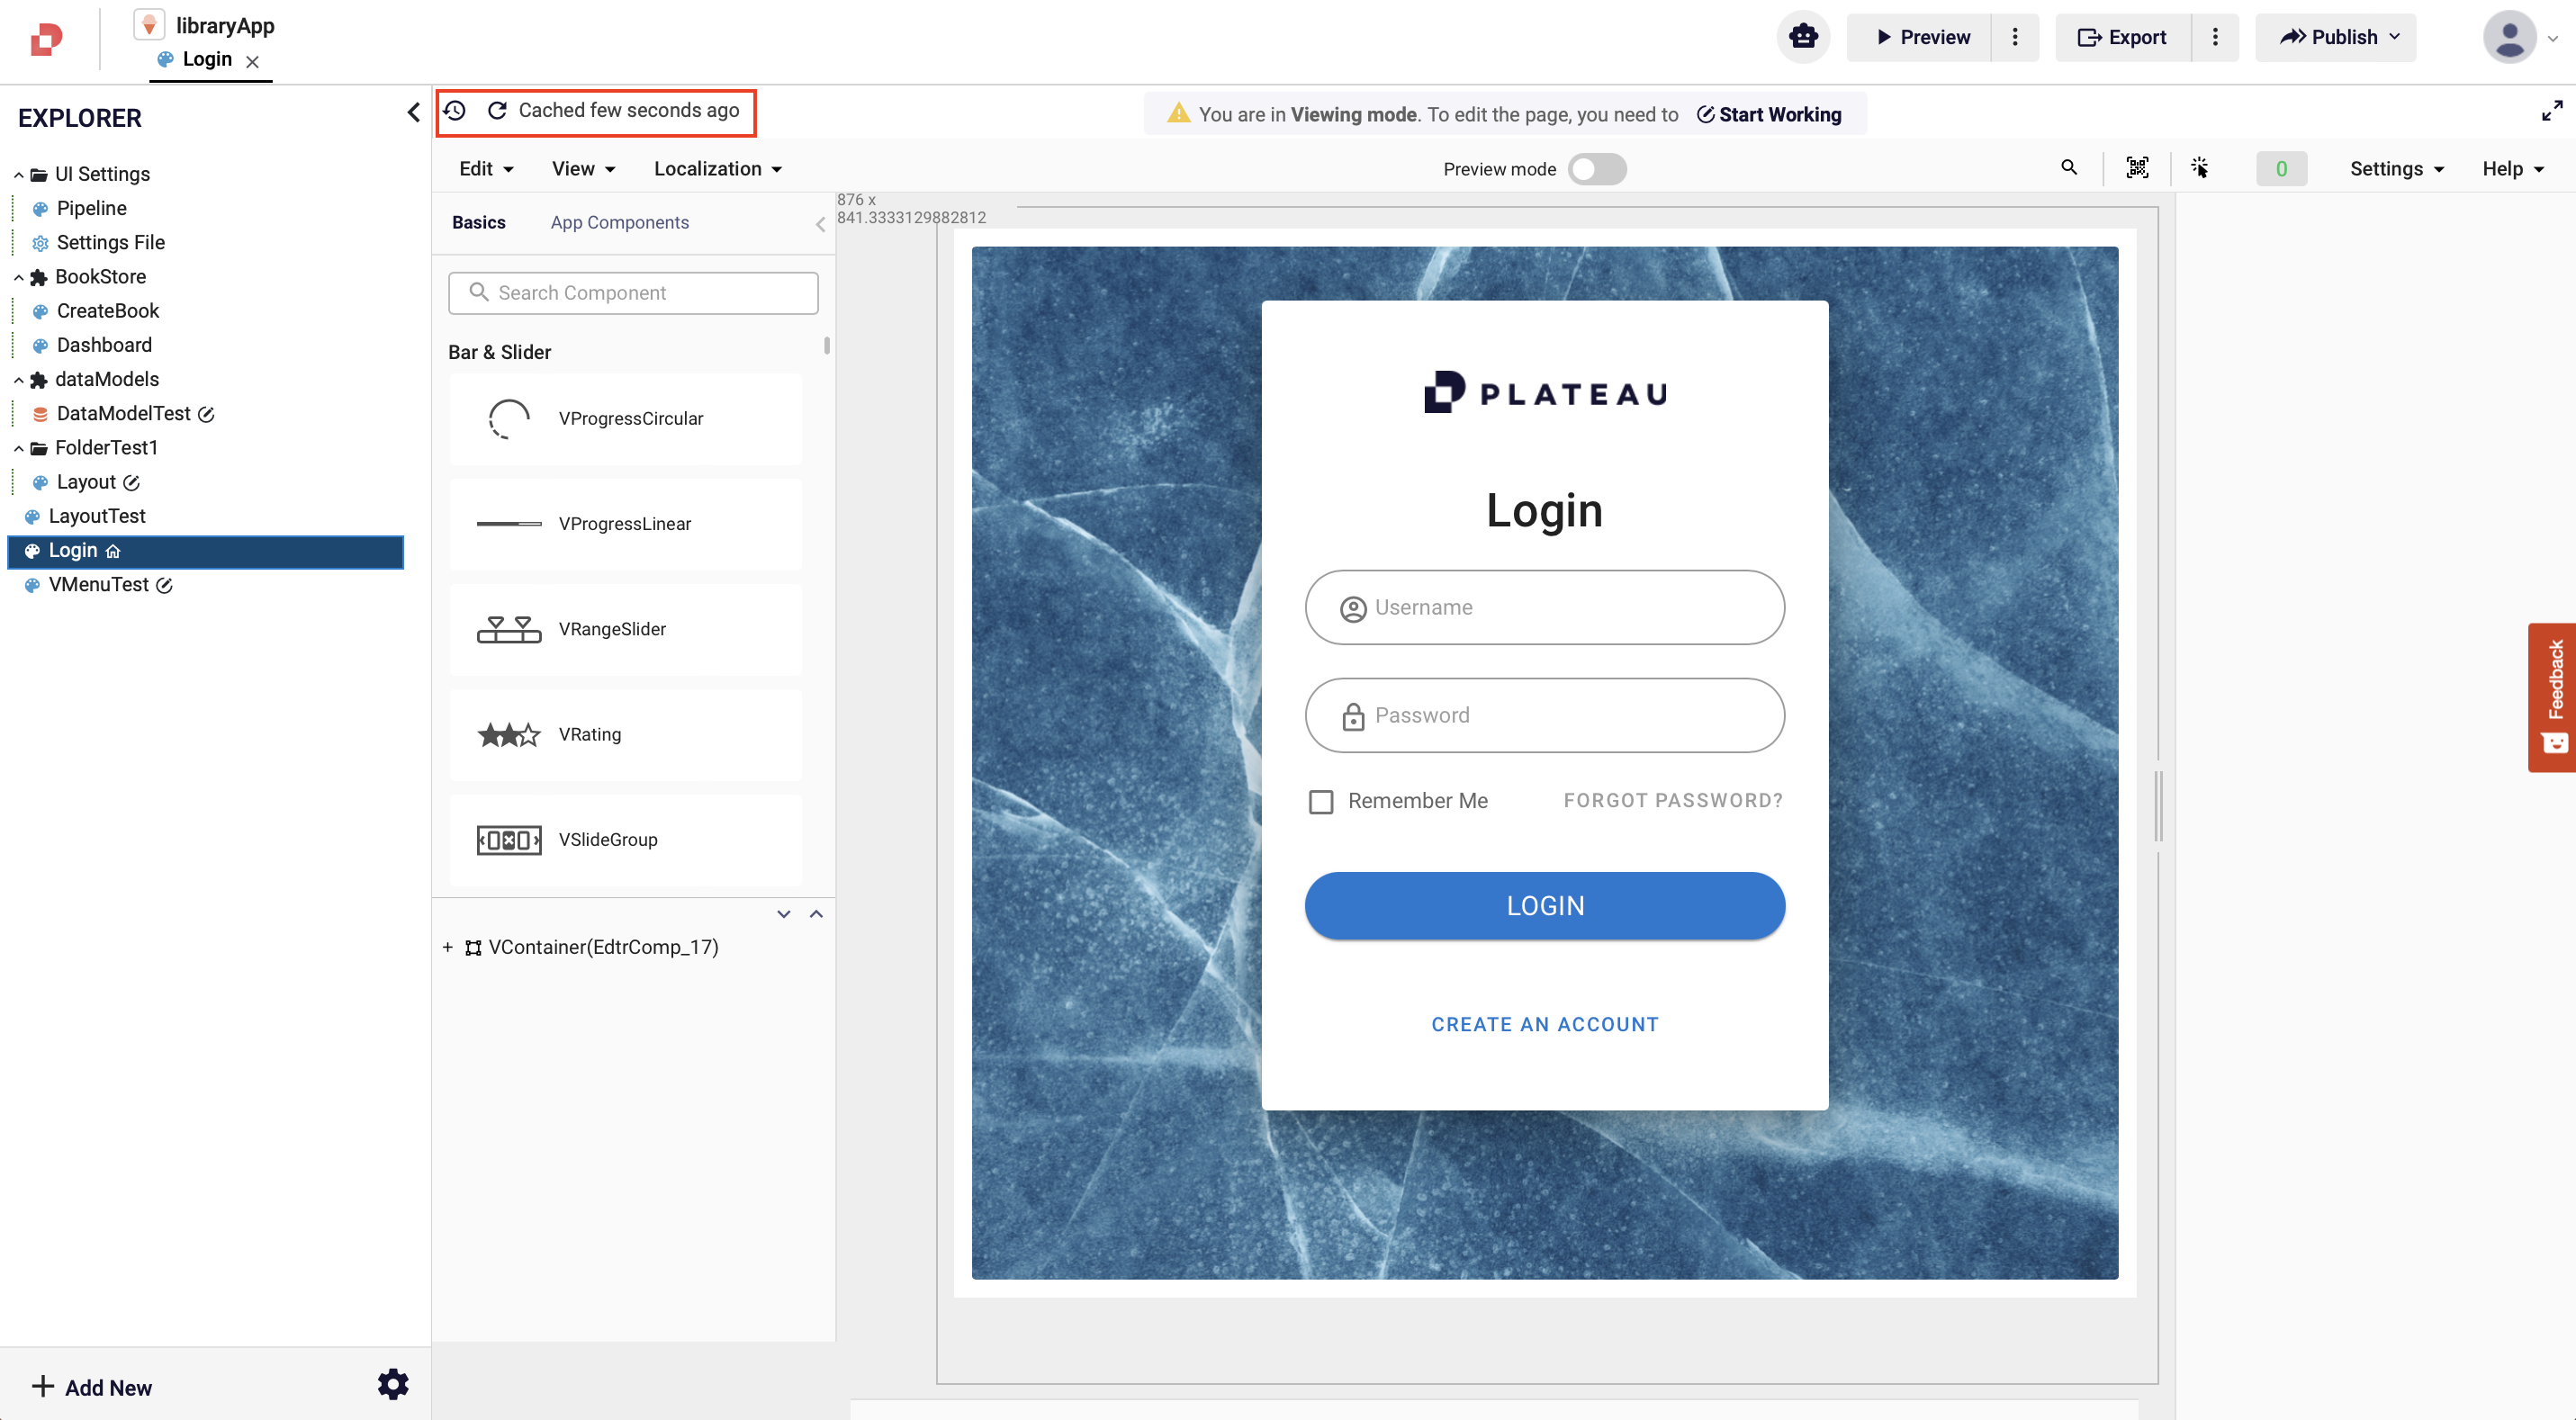 libraryApp
Login
Preview
Export
Publish
EXPLORER
Cached few seconds ago
You are in Viewing mode. To edit the page, you need to Start Working
UI Settings
Pipeline
Settings File
BookStore
CreateBook
Dashboard
dataModels
DataModelTest
FolderTest1
Layout
LayoutTest
Login
VMenuTest
Add New
Edit View Localization
Preview mode
0
Settings Help
Basics App Components
Search Component
Bar & Slider
VProgressCircular
VProgressLinear
VRangeSlider
VRating
VSlideGroup
+ VContainer(EdtrComp_17)
876 x
841.3333129882812
PLATEAU
Login
Username
Password
Remember Me FORGOT PASSWORD?
LOGIN
CREATE AN ACCOUNT
Feedback